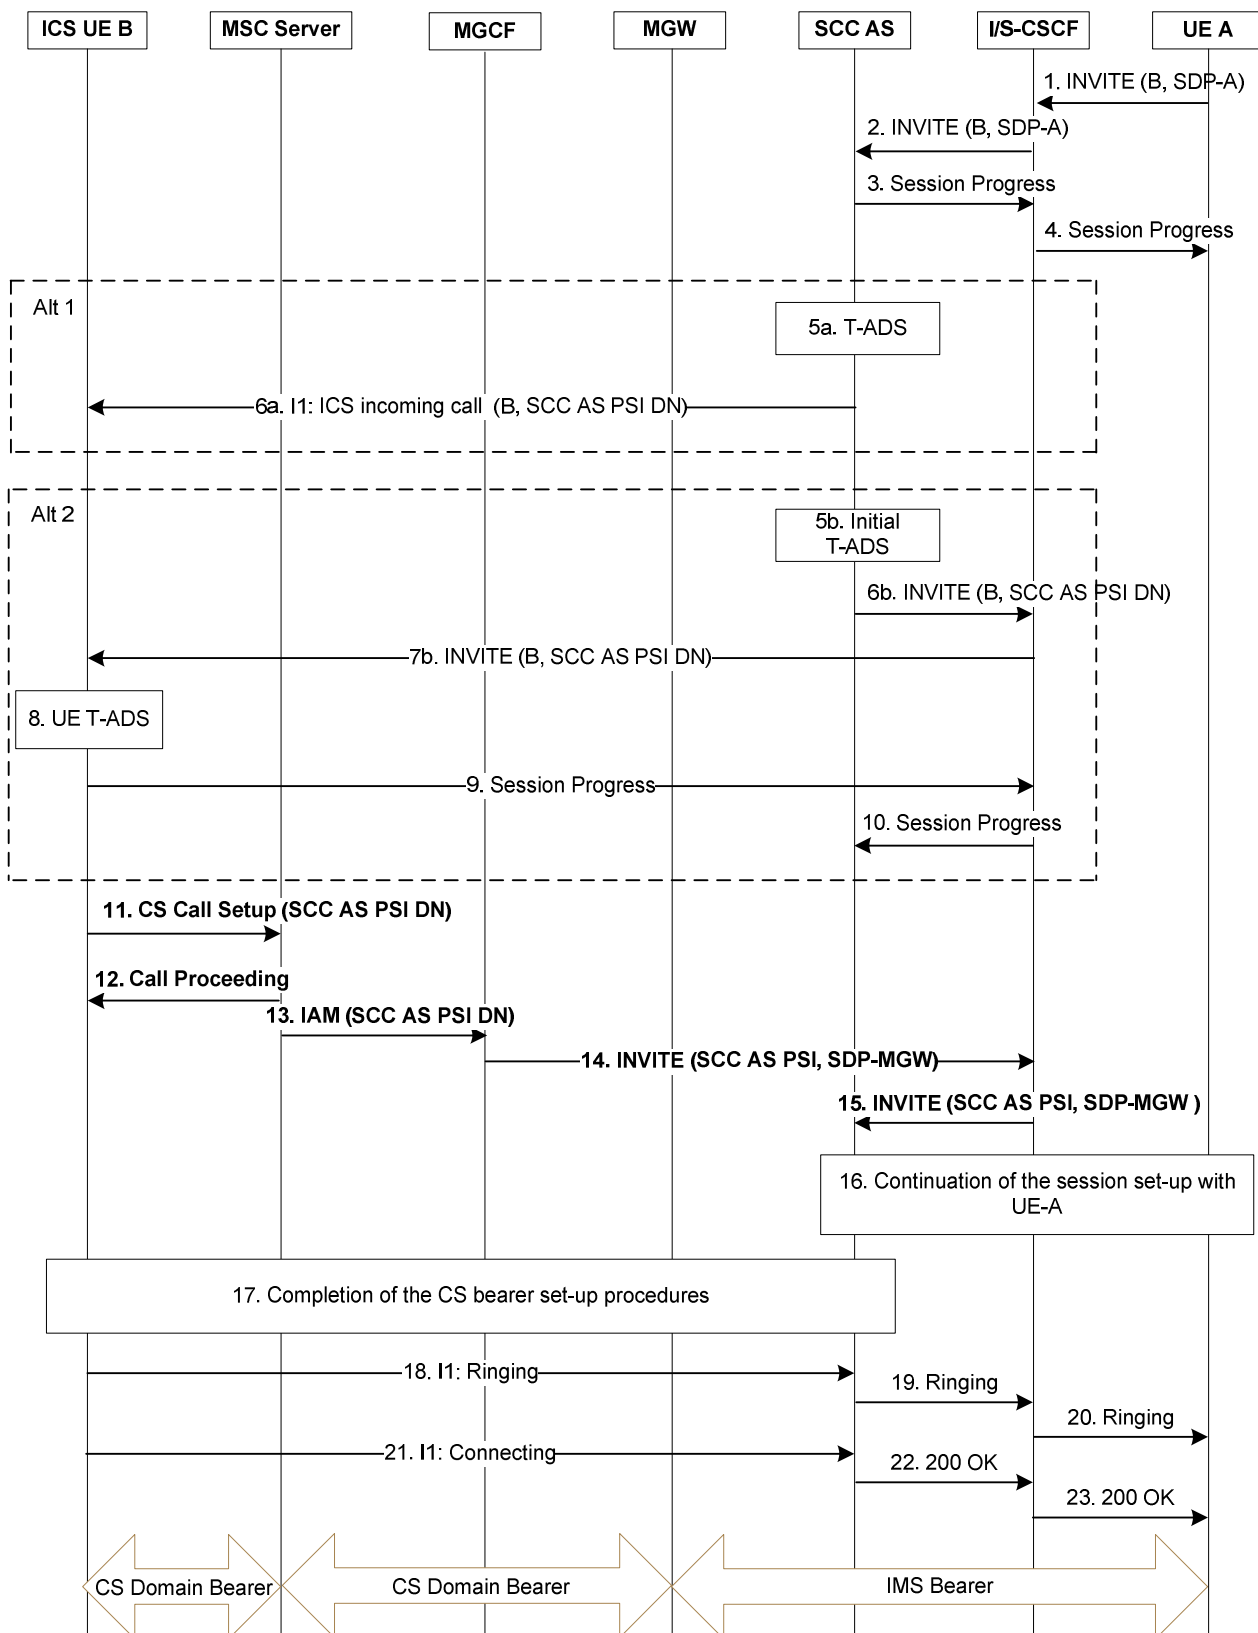 ICS UE B
MSC Server
MGCF
MGW
SCC AS
I/S-CSCF
UE A
1. INVITE (B, SDP-A)
2. INVITE (B, SDP-A)
3. Session Progress
4. Session Progress
Alt 1
5a. T-ADS
6a. I1: ICS incoming call (B, SCC AS PSI DN)
Alt 2
5b. Initial
T-ADS
6b. INVITE (B, SCC AS PSI DN)
7b. INVITE (B, SCC AS PSI DN)
8. UE T-ADS
9. Session Progress
10. Session Progress
11. CS Call Setup (SCC AS PSI DN)
12. Call Proceeding
13. IAM (SCC AS PSI DN)
14. INVITE (SCC AS PSI, SDP-MGW)
15. INVITE (SCC AS PSI, SDP-MGW )
16. Continuation of the session set-up with
UE-A
17. Completion of the CS bearer set-up procedures
18. I1: Ringing
19. Ringing
20. Ringing
21. I1: Connecting
22. 200 OK
23. 200 OK
CS Domain Bearer
CS Domain Bearer
IMS Bearer